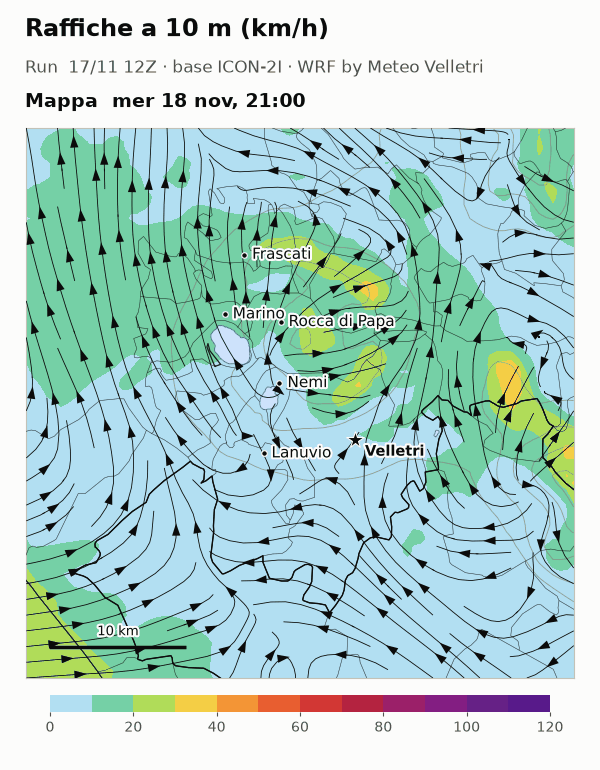 Raffiche a 10 m (km/h)
Run  17/11 12Z · base ICON-2I · WRF by Meteo Velletri
Mappa  mer 18 nov, 21:00
Frascati
Marino
Rocca di Papa
Nemi
Lanuvio
Velletri
10 km
0 20 40 60 80 100 120